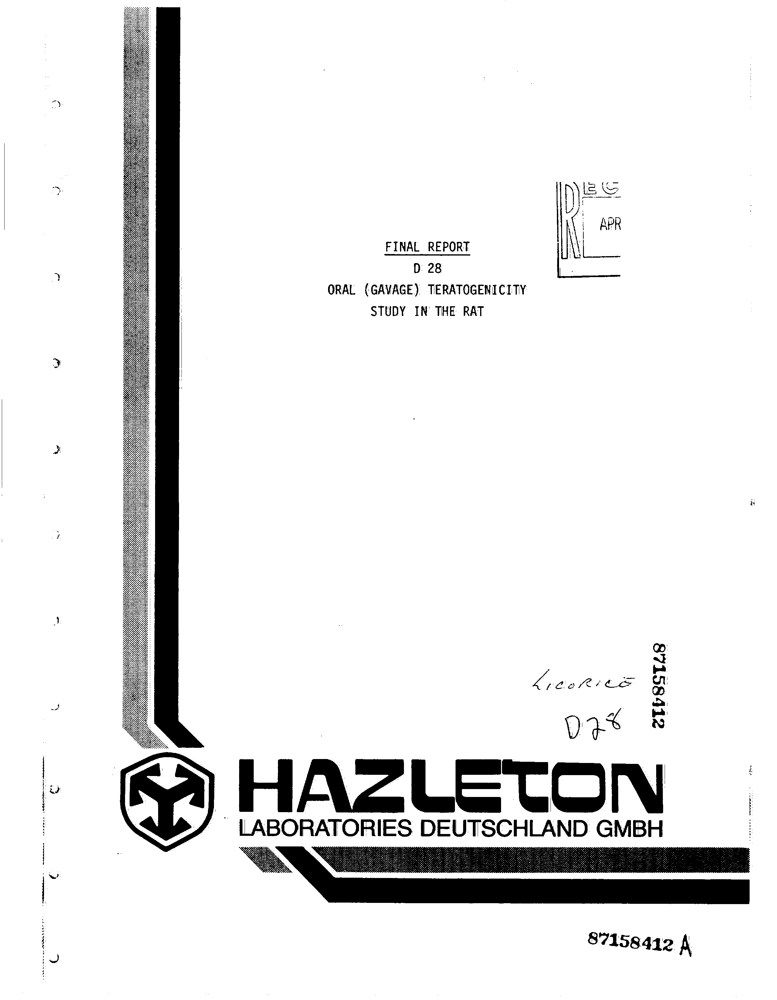 REC
APR
FINAL REPORT
D 28
ORAL (GAVAGE) TERATOGENICITY
STUDY IN THE RAT
87158412
LICORICE
D28
HAZLETON
LABORATORIES DEUTSCHLAND GMBH
87158412 A